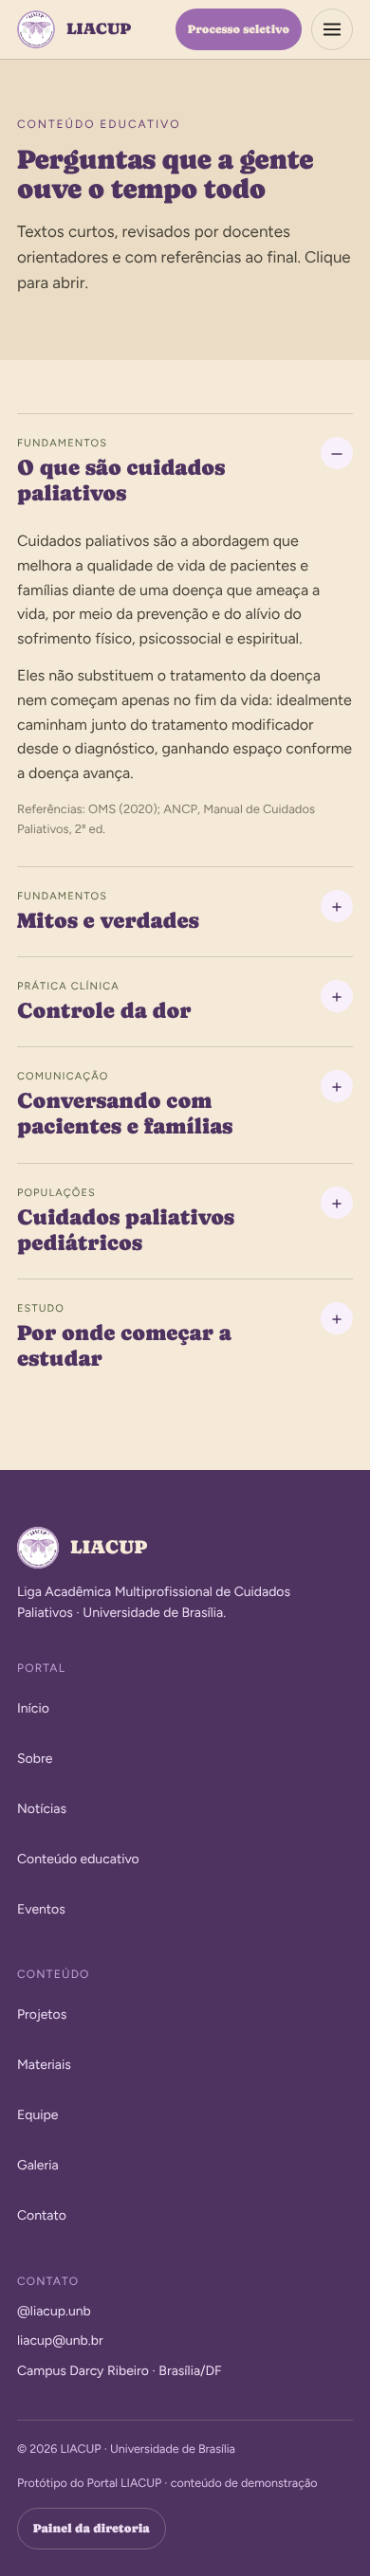 LIACUP
Processo seletivo
CONTEÚDO EDUCATIVO
Perguntas que a gente
ouve o tempo todo
Textos curtos, revisados por docentes
orientadores e com referências ao final. Clique
para abrir.
FUNDAMENTOS
O que são cuidados
paliativos
Cuidados paliativos são a abordagem que
melhora a qualidade de vida de pacientes e
famílias diante de uma doença que ameaça a
vida, por meio da prevenção e do alívio do
sofrimento físico, psicossocial e espiritual.
Eles não substituem o tratamento da doença
nem começam apenas no fim da vida: idealmente
caminham junto do tratamento modificador
desde o diagnóstico, ganhando espaço conforme
a doença avança.
Referências: OMS (2020); ANCP, Manual de Cuidados
Paliativos, 2ª ed.
FUNDAMENTOS
Mitos e verdades
PRÁTICA CLÍNICA
Controle da dor
COMUNICAÇÃO
Conversando com
pacientes e famílias
POPULAÇÕES
Cuidados paliativos
pediátricos
ESTUDO
Por onde começar a
estudar
LIACUP
Liga Acadêmica Multiprofissional de Cuidados
Paliativos · Universidade de Brasília.
PORTAL
Início
Sobre
Notícias
Conteúdo educativo
Eventos
CONTEÚDO
Projetos
Materiais
Equipe
Galeria
Contato
CONTATO
@liacup.unb
liacup@unb.br
Campus Darcy Ribeiro · Brasília/DF
© 2026 LIACUP · Universidade de Brasília
Protótipo do Portal LIACUP · conteúdo de demonstração
Painel da diretoria